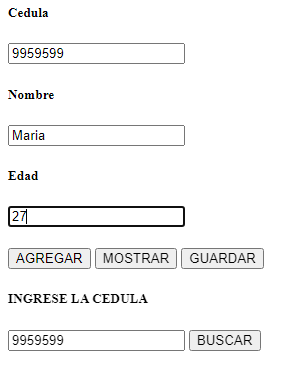 Cedula
9959599
Nombre
Maria
Edad
27
AGREGAR MOSTRAR GUARDAR
INGRESE LA CEDULA
9959599 BUSCAR